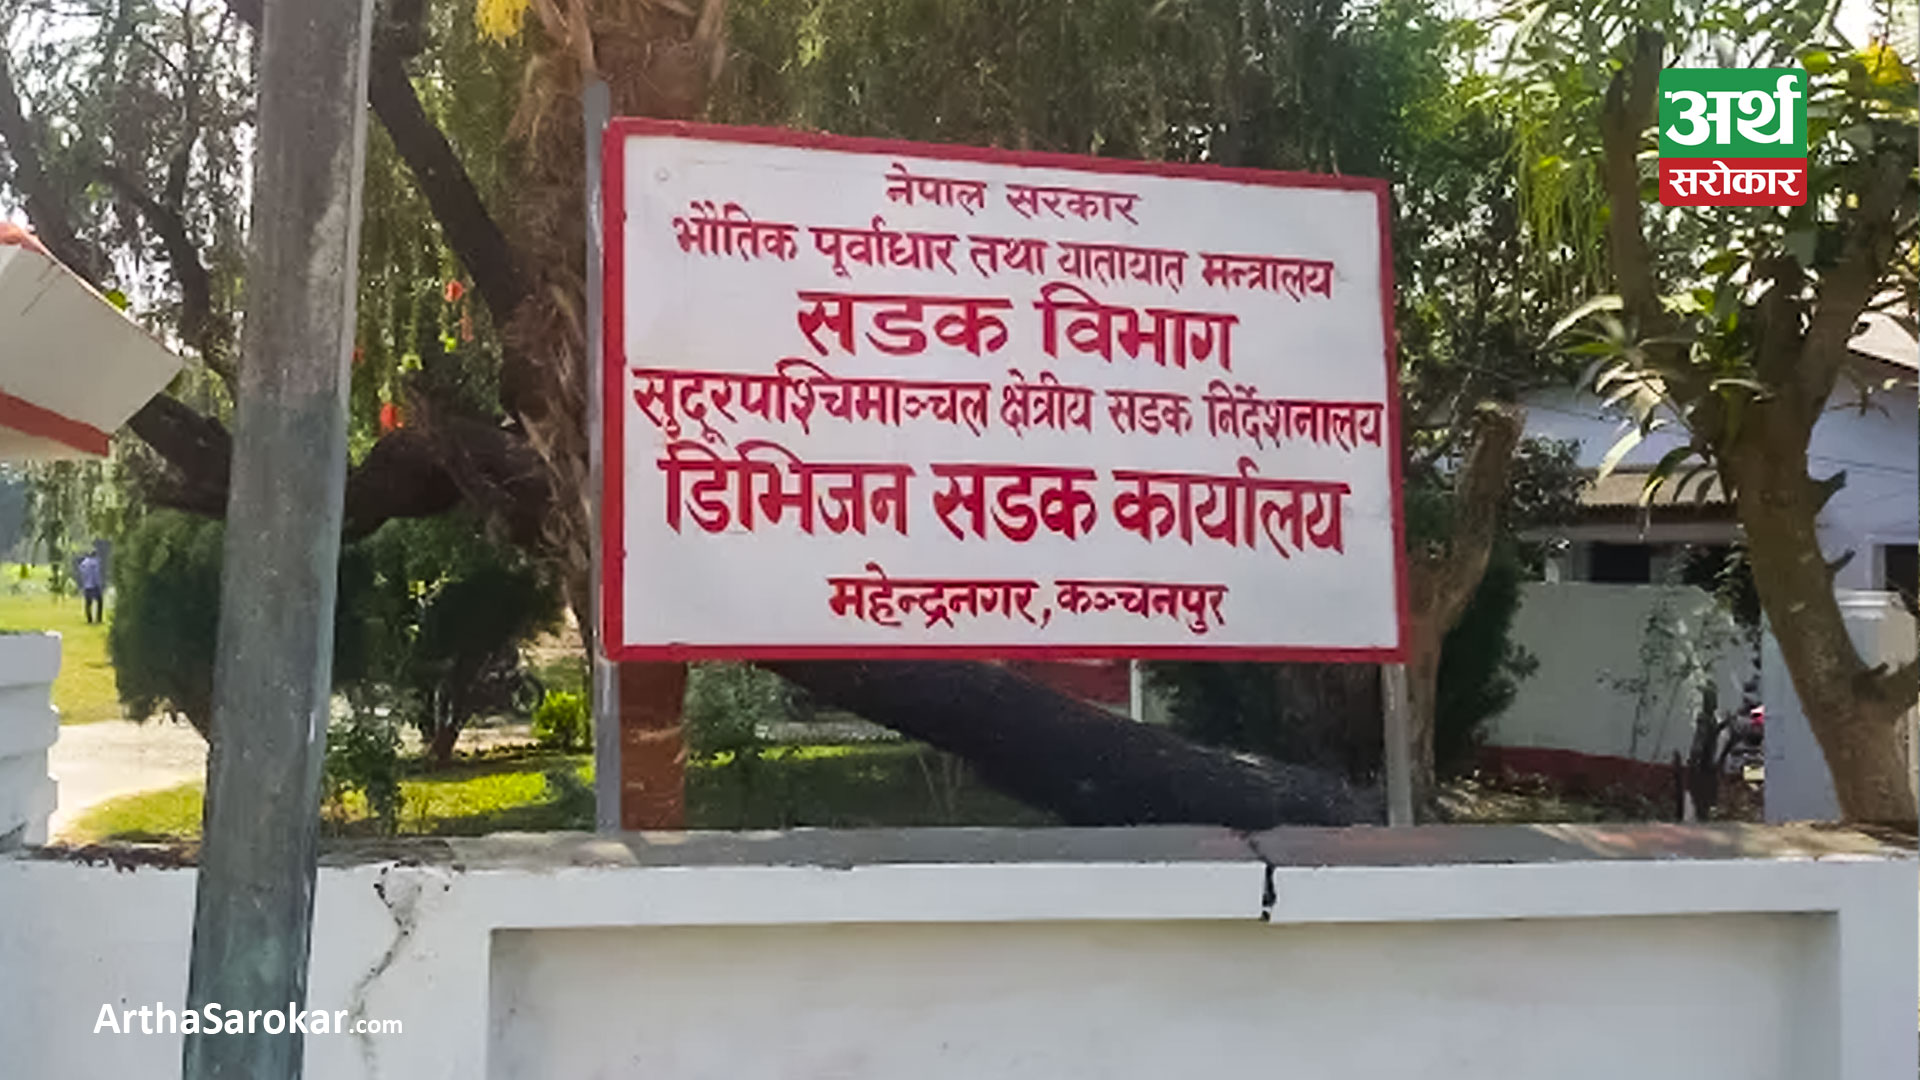 नेपाल सरकार
भौतिक पूर्वाधार तथा यातायात मन्त्रालय
सडक विभाग
सुदूरपश्चिमाञ्चल क्षेत्रीय सडक निर्देशनालय
डिभिजन सडक कार्यालय
महेन्द्रनगर, कञ्चनपुर
अर्थ
सरोकार
ArthaSarokar.com